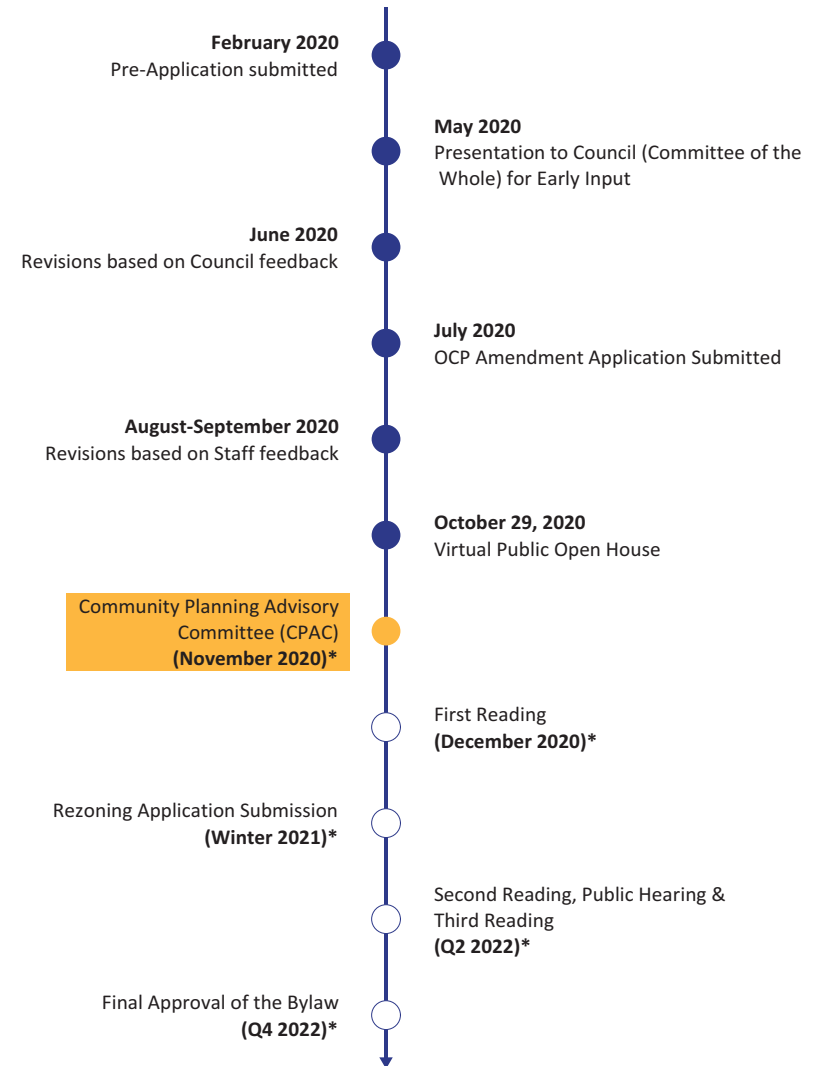 February 2020
Pre-Application submitted
May 2020
Presentation to Council (Committee of the
Whole) for Early Input
June 2020
Revisions based on Council feedback
July 2020
OCP Amendment Application Submitted
August-September 2020
Revisions based on Staff feedback
October 29, 2020
Virtual Public Open House
Community Planning Advisory
Committee (CPAC)
(November 2020)*
First Reading
(December 2020)*
Rezoning Application Submission
(Winter 2021)*
Second Reading, Public Hearing &
Third Reading
(Q2 2022)*
Final Approval of the Bylaw
(Q4 2022)*